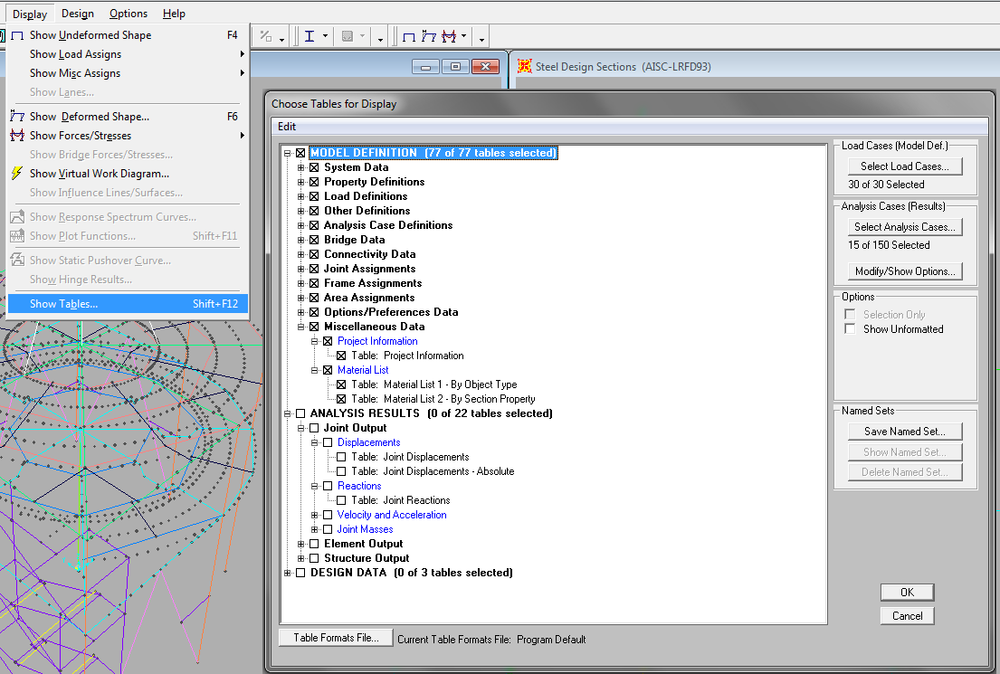 Display Design Options Help
Show Undeformed Shape F4
Show Load Assigns
Show Misc Assigns
Show Lanes...
Show Deformed Shape... F6
Show Forces/Stresses
Show Bridge Forces/Stresses...
Show Virtual Work Diagram...
Show Influence Lines/Surfaces...
Show Response Spectrum Curves...
Show Plot Functions... Shift+F11
Show Static Pushover Curve...
Show Hinge Results...
Show Tables... Shift+F12
Steel Design Sections (AISC-LRFD93)
Choose Tables for Display
Edit
MODEL DEFINITION (77 of 77 tables selected)
System Data
Property Definitions
Load Definitions
Other Definitions
Analysis Case Definitions
Bridge Data
Connectivity Data
Joint Assignments
Frame Assignments
Area Assignments
Options/Preferences Data
Miscellaneous Data
Project Information
Table: Project Information
Material List
Table: Material List 1 - By Object Type
Table: Material List 2 - By Section Property
ANALYSIS RESULTS (0 of 22 tables selected)
Joint Output
Displacements
Table: Joint Displacements
Table: Joint Displacements - Absolute
Reactions
Table: Joint Reactions
Velocity and Acceleration
Joint Masses
Element Output
Structure Output
DESIGN DATA (0 of 3 tables selected)
Table Formats File... Current Table Formats File: Program Default
Load Cases (Model Def.)
Select Load Cases...
30 of 30 Selected
Analysis Cases (Results)
Select Analysis Cases...
15 of 150 Selected
Modify/Show Options...
Options
Selection Only
Show Unformatted
Named Sets
Save Named Set...
Show Named Set...
Delete Named Set...
OK
Cancel